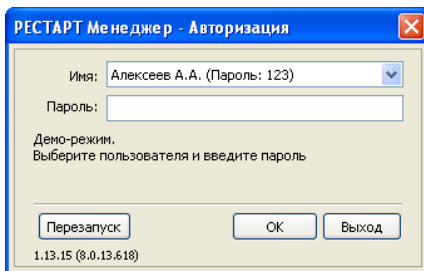 РЕСТАРТ Менеджер - Авторизация
Имя: Алексеев А.А. (Пароль: 123)
Пароль:
Демо-режим.
Выберите пользователя и введите пароль
Перезапуск OK Выход
1.13.15 (8.0.13.618)